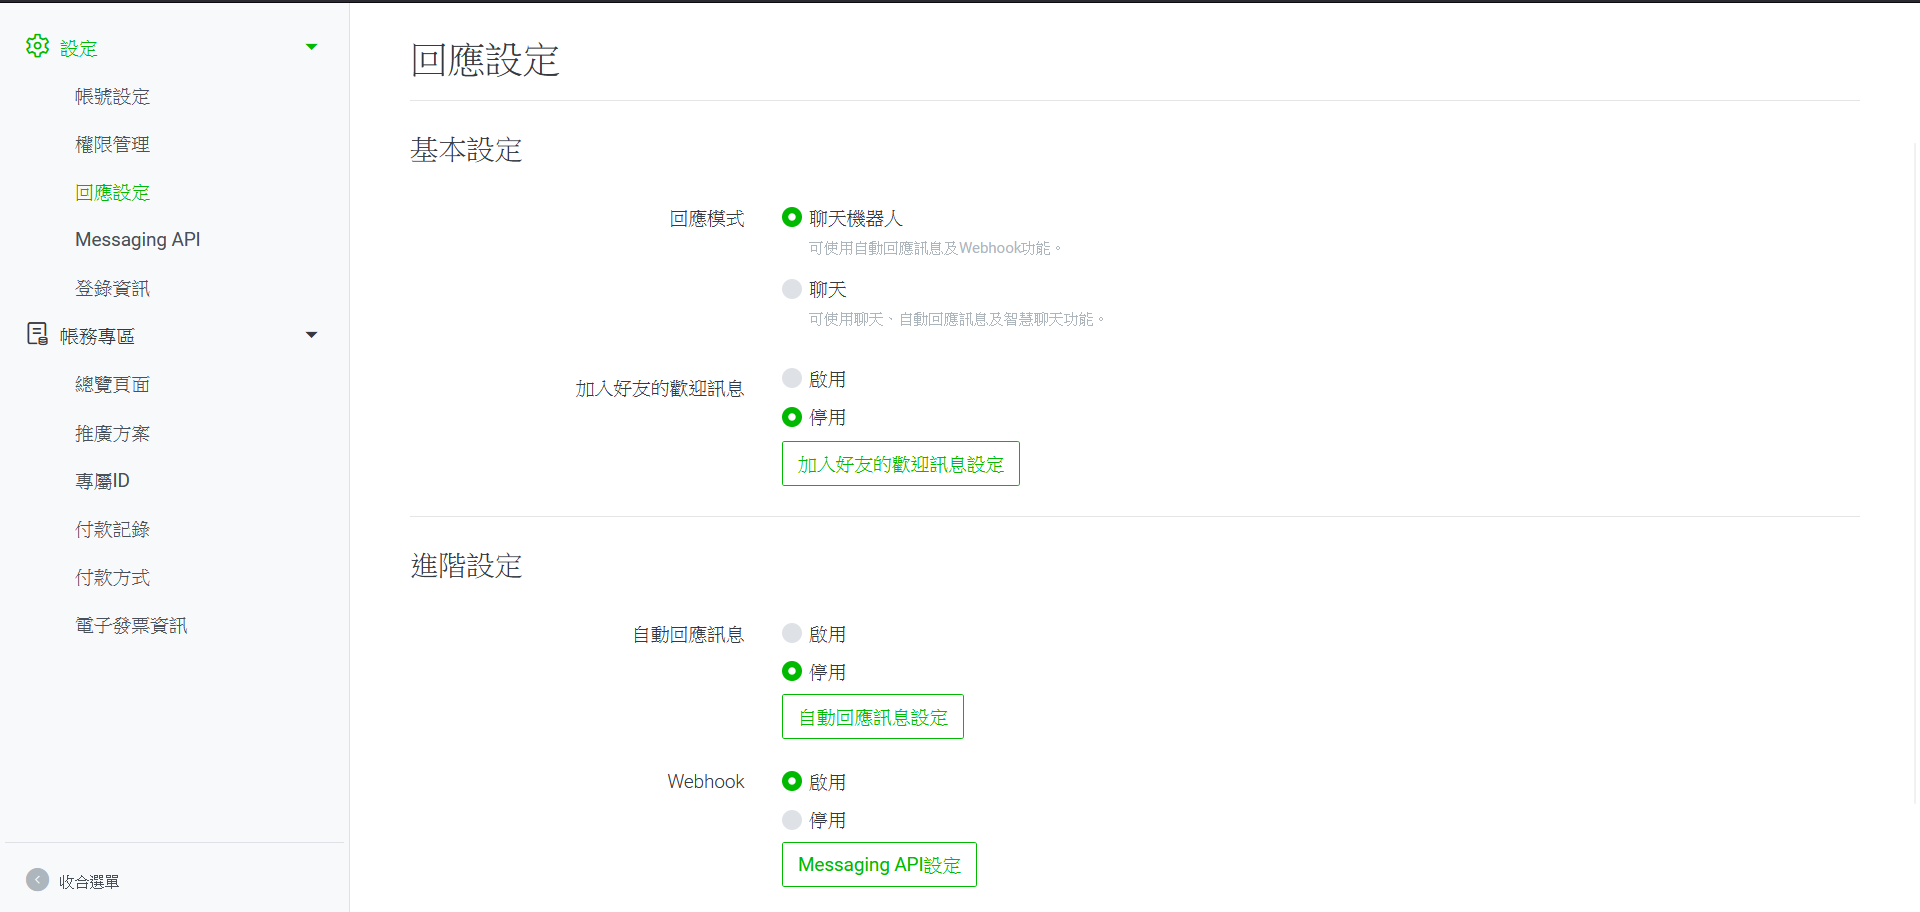 設定
帳號設定
權限管理
回應設定
Messaging API
登錄資訊
帳務專區
總覽頁面
推廣方案
專屬ID
付款記錄
付款方式
電子發票資訊
收合選單
回應設定
基本設定
回應模式
聊天機器人
可使用自動回應訊息及Webhook功能。
聊天
可使用聊天、自動回應訊息及智慧聊天功能。
加入好友的歡迎訊息
啟用
停用
加入好友的歡迎訊息設定
進階設定
自動回應訊息
啟用
停用
自動回應訊息設定
Webhook
啟用
停用
Messaging API設定